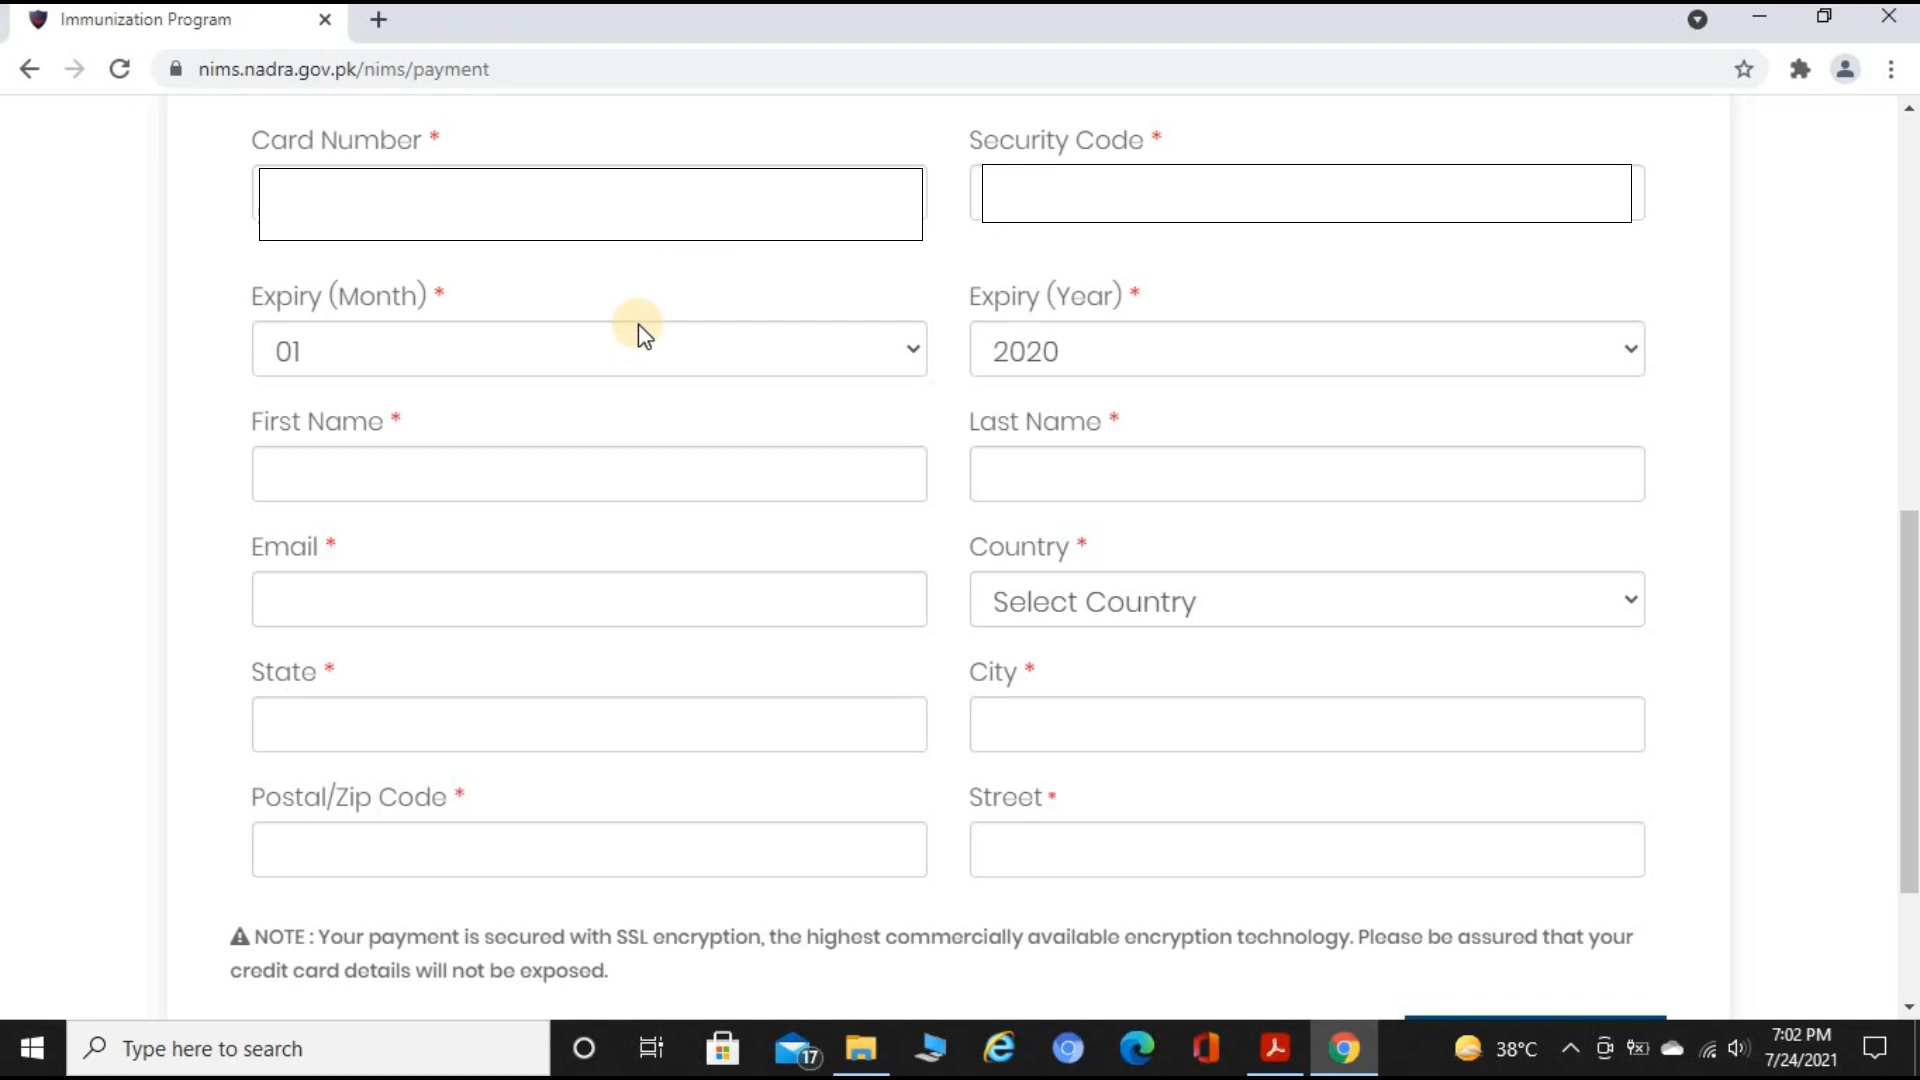 Immunization Program
nims.nadra.gov.pk/nims/payment
Card Number * Security Code *
Expiry (Month) * Expiry (Year) *
01 2020
First Name * Last Name *
Email * Country *
Select Country
State * City *
Postal/Zip Code * Street *
NOTE : Your payment is secured with SSL encryption, the highest commercially available encryption technology. Please be assured that your
credit card details will not be exposed.
Type here to search 17 38°C 7:02 PM
7/24/2021